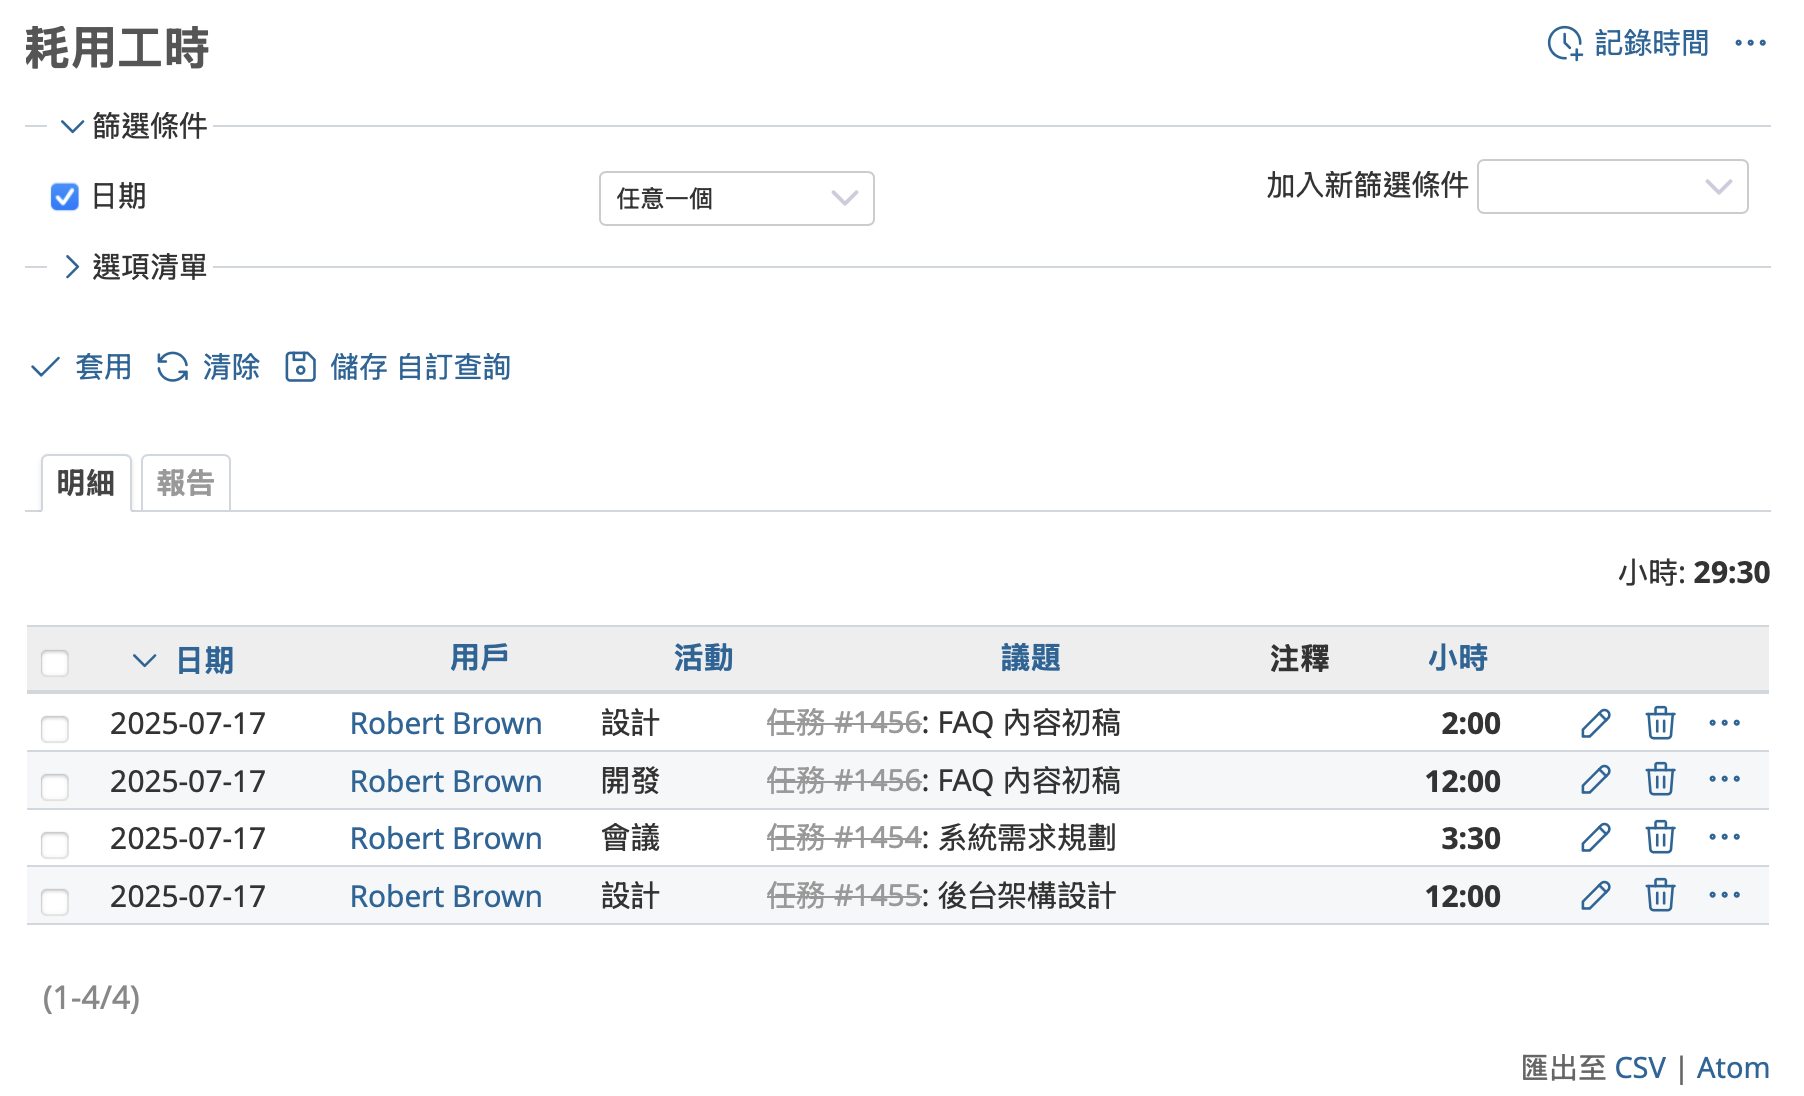 耗用工時
記錄時間
篩選條件
日期 任意一個 加入新篩選條件
選項清單
套用 清除 儲存 自訂查詢
明細 報告
小時: 29:30
日期 用戶 活動 議題 注釋 小時
2025-07-17 Robert Brown 設計 任務 #1456: FAQ 內容初稿 2:00
2025-07-17 Robert Brown 開發 任務 #1456: FAQ 內容初稿 12:00
2025-07-17 Robert Brown 會議 任務 #1454: 系統需求規劃 3:30
2025-07-17 Robert Brown 設計 任務 #1455: 後台架構設計 12:00
(1-4/4)
匯出至 CSV | Atom